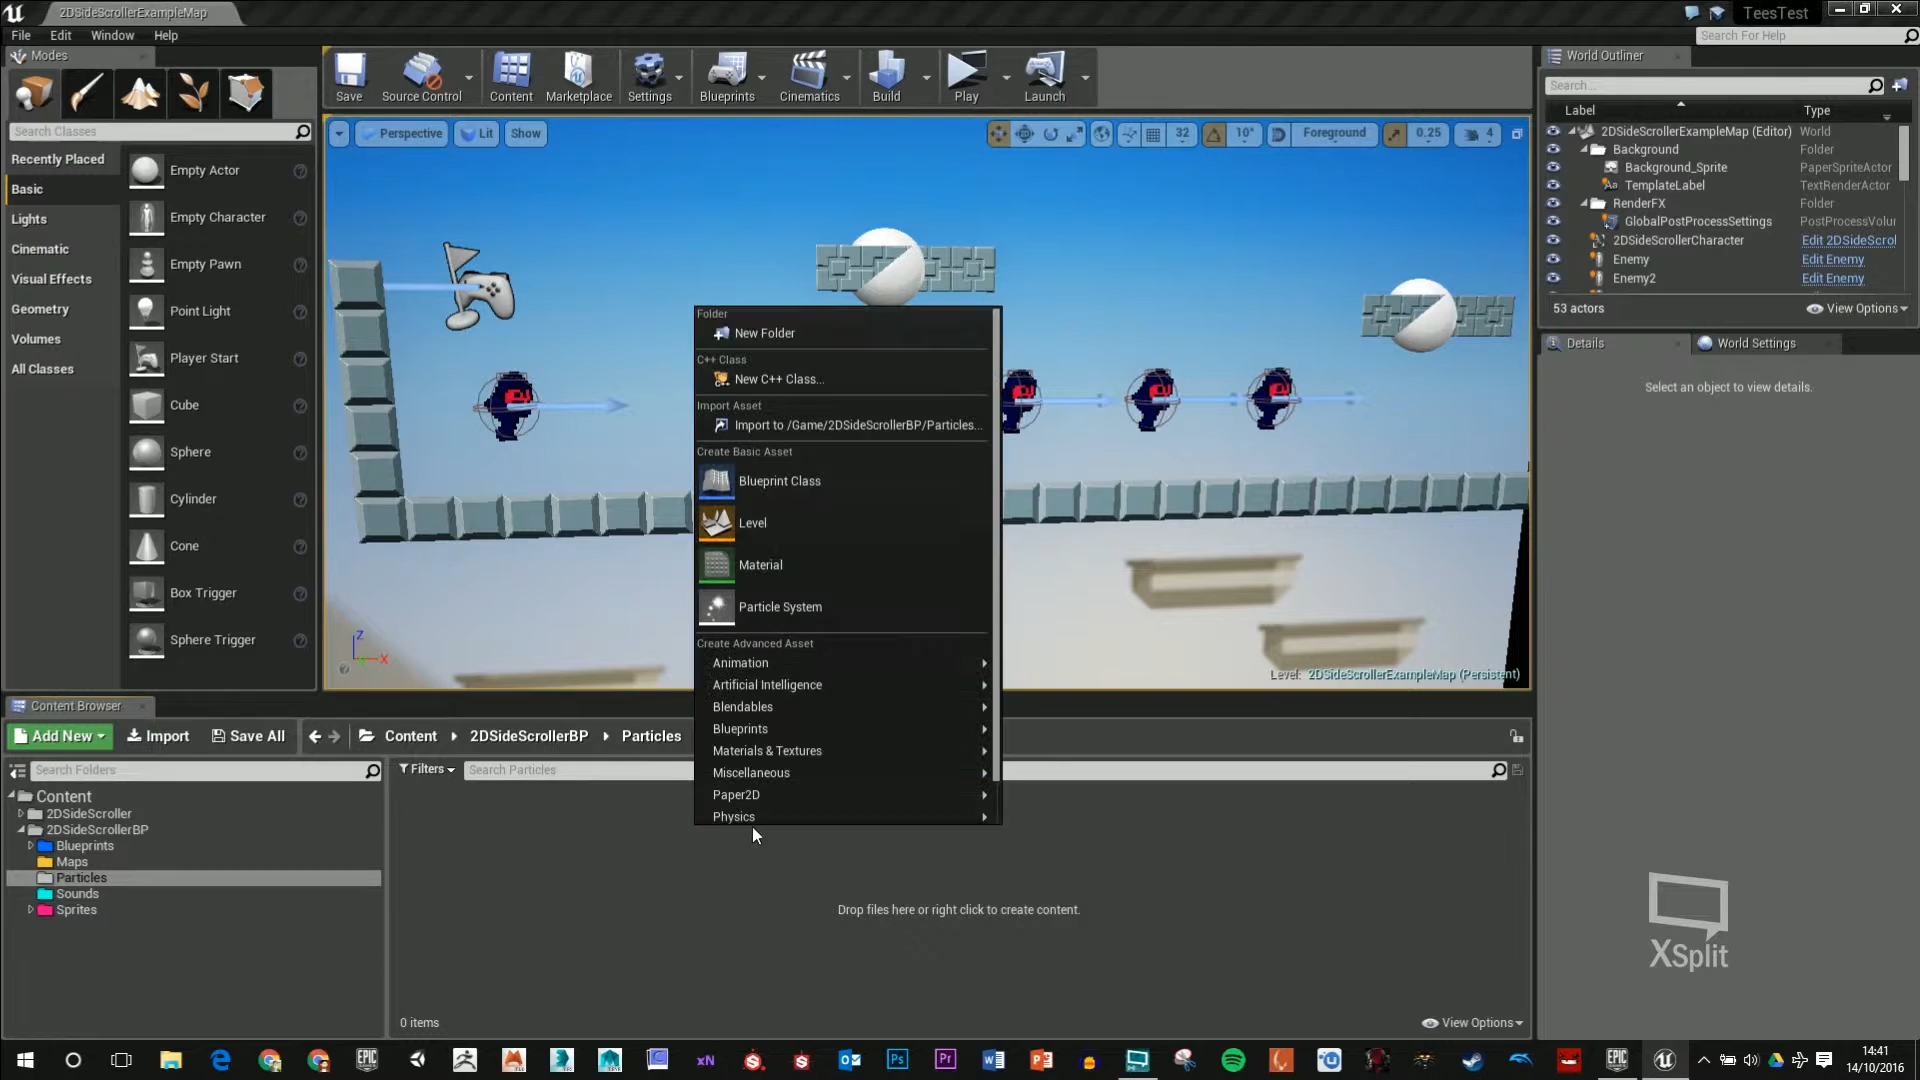 2DSideScrollerExampleMap
TeesTest
File Edit Window Help
Search For Help
Modes
Save
Source Control
Content
Marketplace
Settings
Blueprints
Cinematics
Build
Play
Launch
World Outliner
Search...
Label Type
Search Classes
Perspective
Lit
Show
32
10°
Foreground
0.25
4
2DSideScrollerExampleMap (Editor) World
Background Folder
Background_Sprite PaperSpriteActor
TemplateLabel TextRenderActor
RenderFX Folder
GlobalPostProcessSettings PostProcessVolu
2DSideScrollerCharacter Edit 2DSideScrol
Enemy Edit Enemy
Enemy2 Edit Enemy
53 actors
View Options
Details
World Settings
Select an object to view details.
Recently Placed
Basic
Lights
Cinematic
Visual Effects
Geometry
Volumes
All Classes
Empty Actor
Empty Character
Empty Pawn
Point Light
Player Start
Cube
Sphere
Cylinder
Cone
Box Trigger
Sphere Trigger
Folder
New Folder
C++ Class
New C++ Class...
Import Asset
Import to /Game/2DSideScrollerBP/Particles...
Create Basic Asset
Blueprint Class
Level
Material
Particle System
Create Advanced Asset
Animation
Artificial Intelligence
Blendables
Blueprints
Materials & Textures
Miscellaneous
Paper2D
Physics
Z
X
Level: 2DSideScrollerExampleMap (Persistent)
Content Browser
Add New
Import
Save All
Content
2DSideScrollerBP
Particles
Search Folders
Filters
Search Particles
Content
2DSideScroller
2DSideScrollerBP
Blueprints
Maps
Particles
Sounds
Sprites
Drop files here or right click to create content.
0 items
View Options
XSplit
EPIC
xN
Ps
Pr
EPIC
14:41
14/10/2016